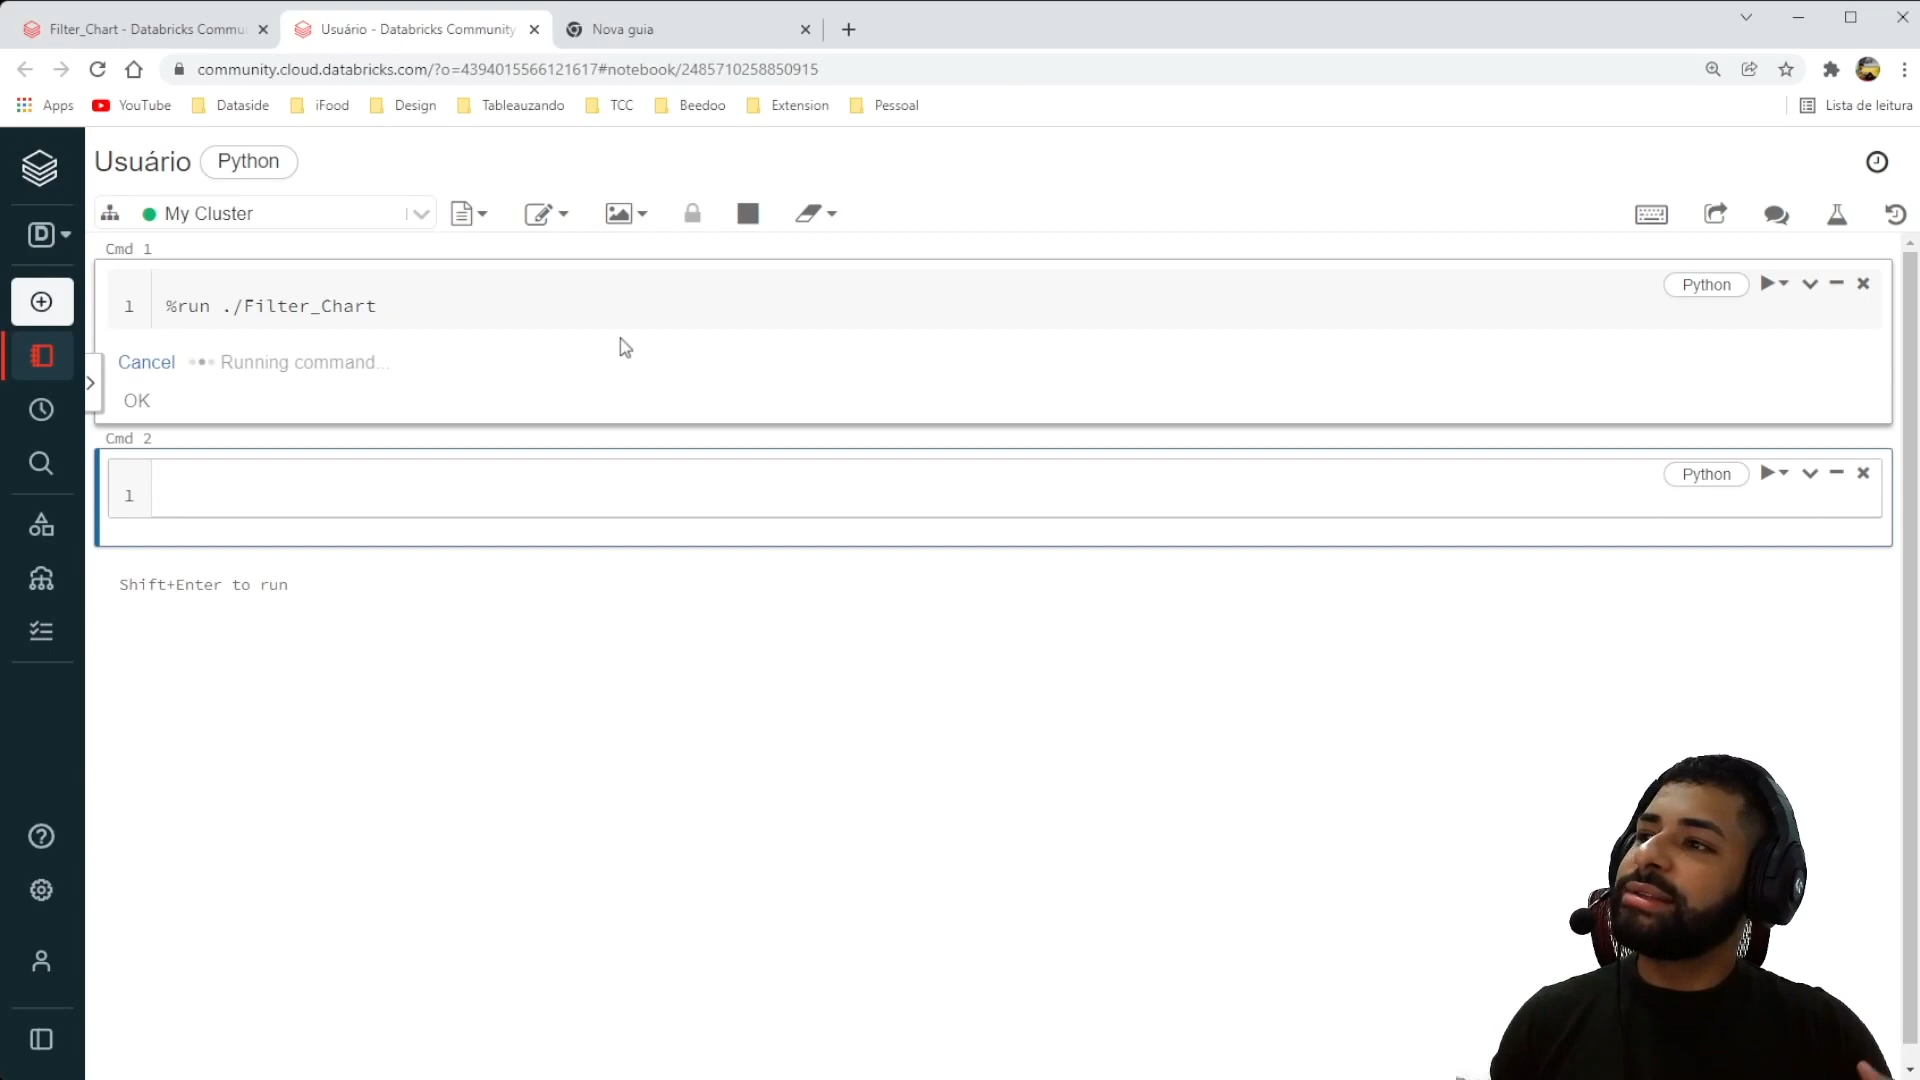 Filter_Chart - Databricks Commu
Usuário - Databricks Community
Nova guia
community.cloud.databricks.com/?o=4394015566121617#notebook/2485710258850915
Apps
YouTube
Dataside
iFood
Design
Tableauzando
TCC
Beedoo
Extension
Pessoal
Lista de leitura
Usuário
Python
D
My Cluster
Cmd 1
Python
1 %run ./Filter_Chart
Cancel Running command...
OK
Cmd 2
Python
1
Shift+Enter to run